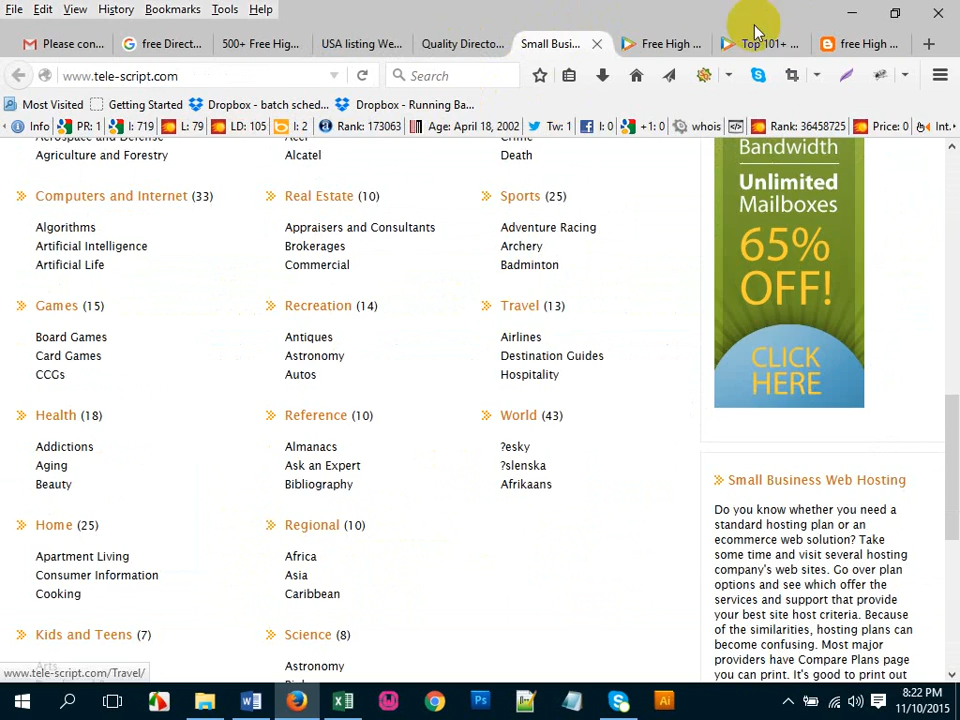 File Edit View History Bookmarks Tools Help
Please con... free Direct... 500+ Free Hig... USA listing We... Quality Directo... Small Busi... Free High ... Top 101+ ... free High ...
www.tele-script.com Search
Most Visited Getting Started Dropbox - batch sched... Dropbox - Running Ba...
Info PR: 1 I: 719 L: 79 LD: 105 I: 2 Rank: 173063 Age: April 18, 2002 Tw: 1 I: 0 +1: 0 whois Rank: 36458725 Price: 0 Int.
Agriculture and Forestry Alcatel Death
Computers and Internet (33) Real Estate (10) Sports (25)
Algorithms Appraisers and Consultants Adventure Racing
Artificial Intelligence Brokerages Archery
Artificial Life Commercial Badminton
Games (15) Recreation (14) Travel (13)
Board Games Antiques Airlines
Card Games Astronomy Destination Guides
CCGs Autos Hospitality
Health (18) Reference (10) World (43)
Addictions Almanacs ?esky
Aging Ask an Expert ?slenska
Beauty Bibliography Afrikaans
Home (25) Regional (10)
Apartment Living Africa
Consumer Information Asia
Cooking Caribbean
Kids and Teens (7) Science (8)
Arts Astronomy
www.tele-script.com/Travel/
Bandwidth
Unlimited
Mailboxes
65%
OFF!
CLICK
HERE
Small Business Web Hosting
Do you know whether you need a
standard hosting plan or an
ecommerce web solution? Take
some time and visit several hosting
company's web sites. Go over plan
options and see which offer the
services and support that provide
your best site host criteria. Because
of the similarities, hosting plans can
become confusing. Most major
providers have Compare Plans page
you can print. It's good to print out
8:22 PM
11/10/2015